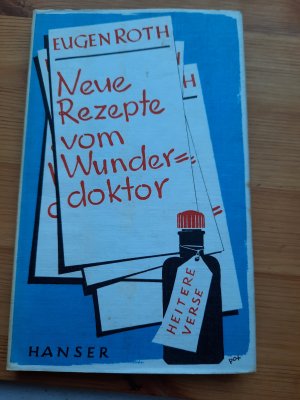 EUGEN ROTH
Neue
Rezepte
vom
Wunder=
doktor
HEITERE
VERSE
HANSER